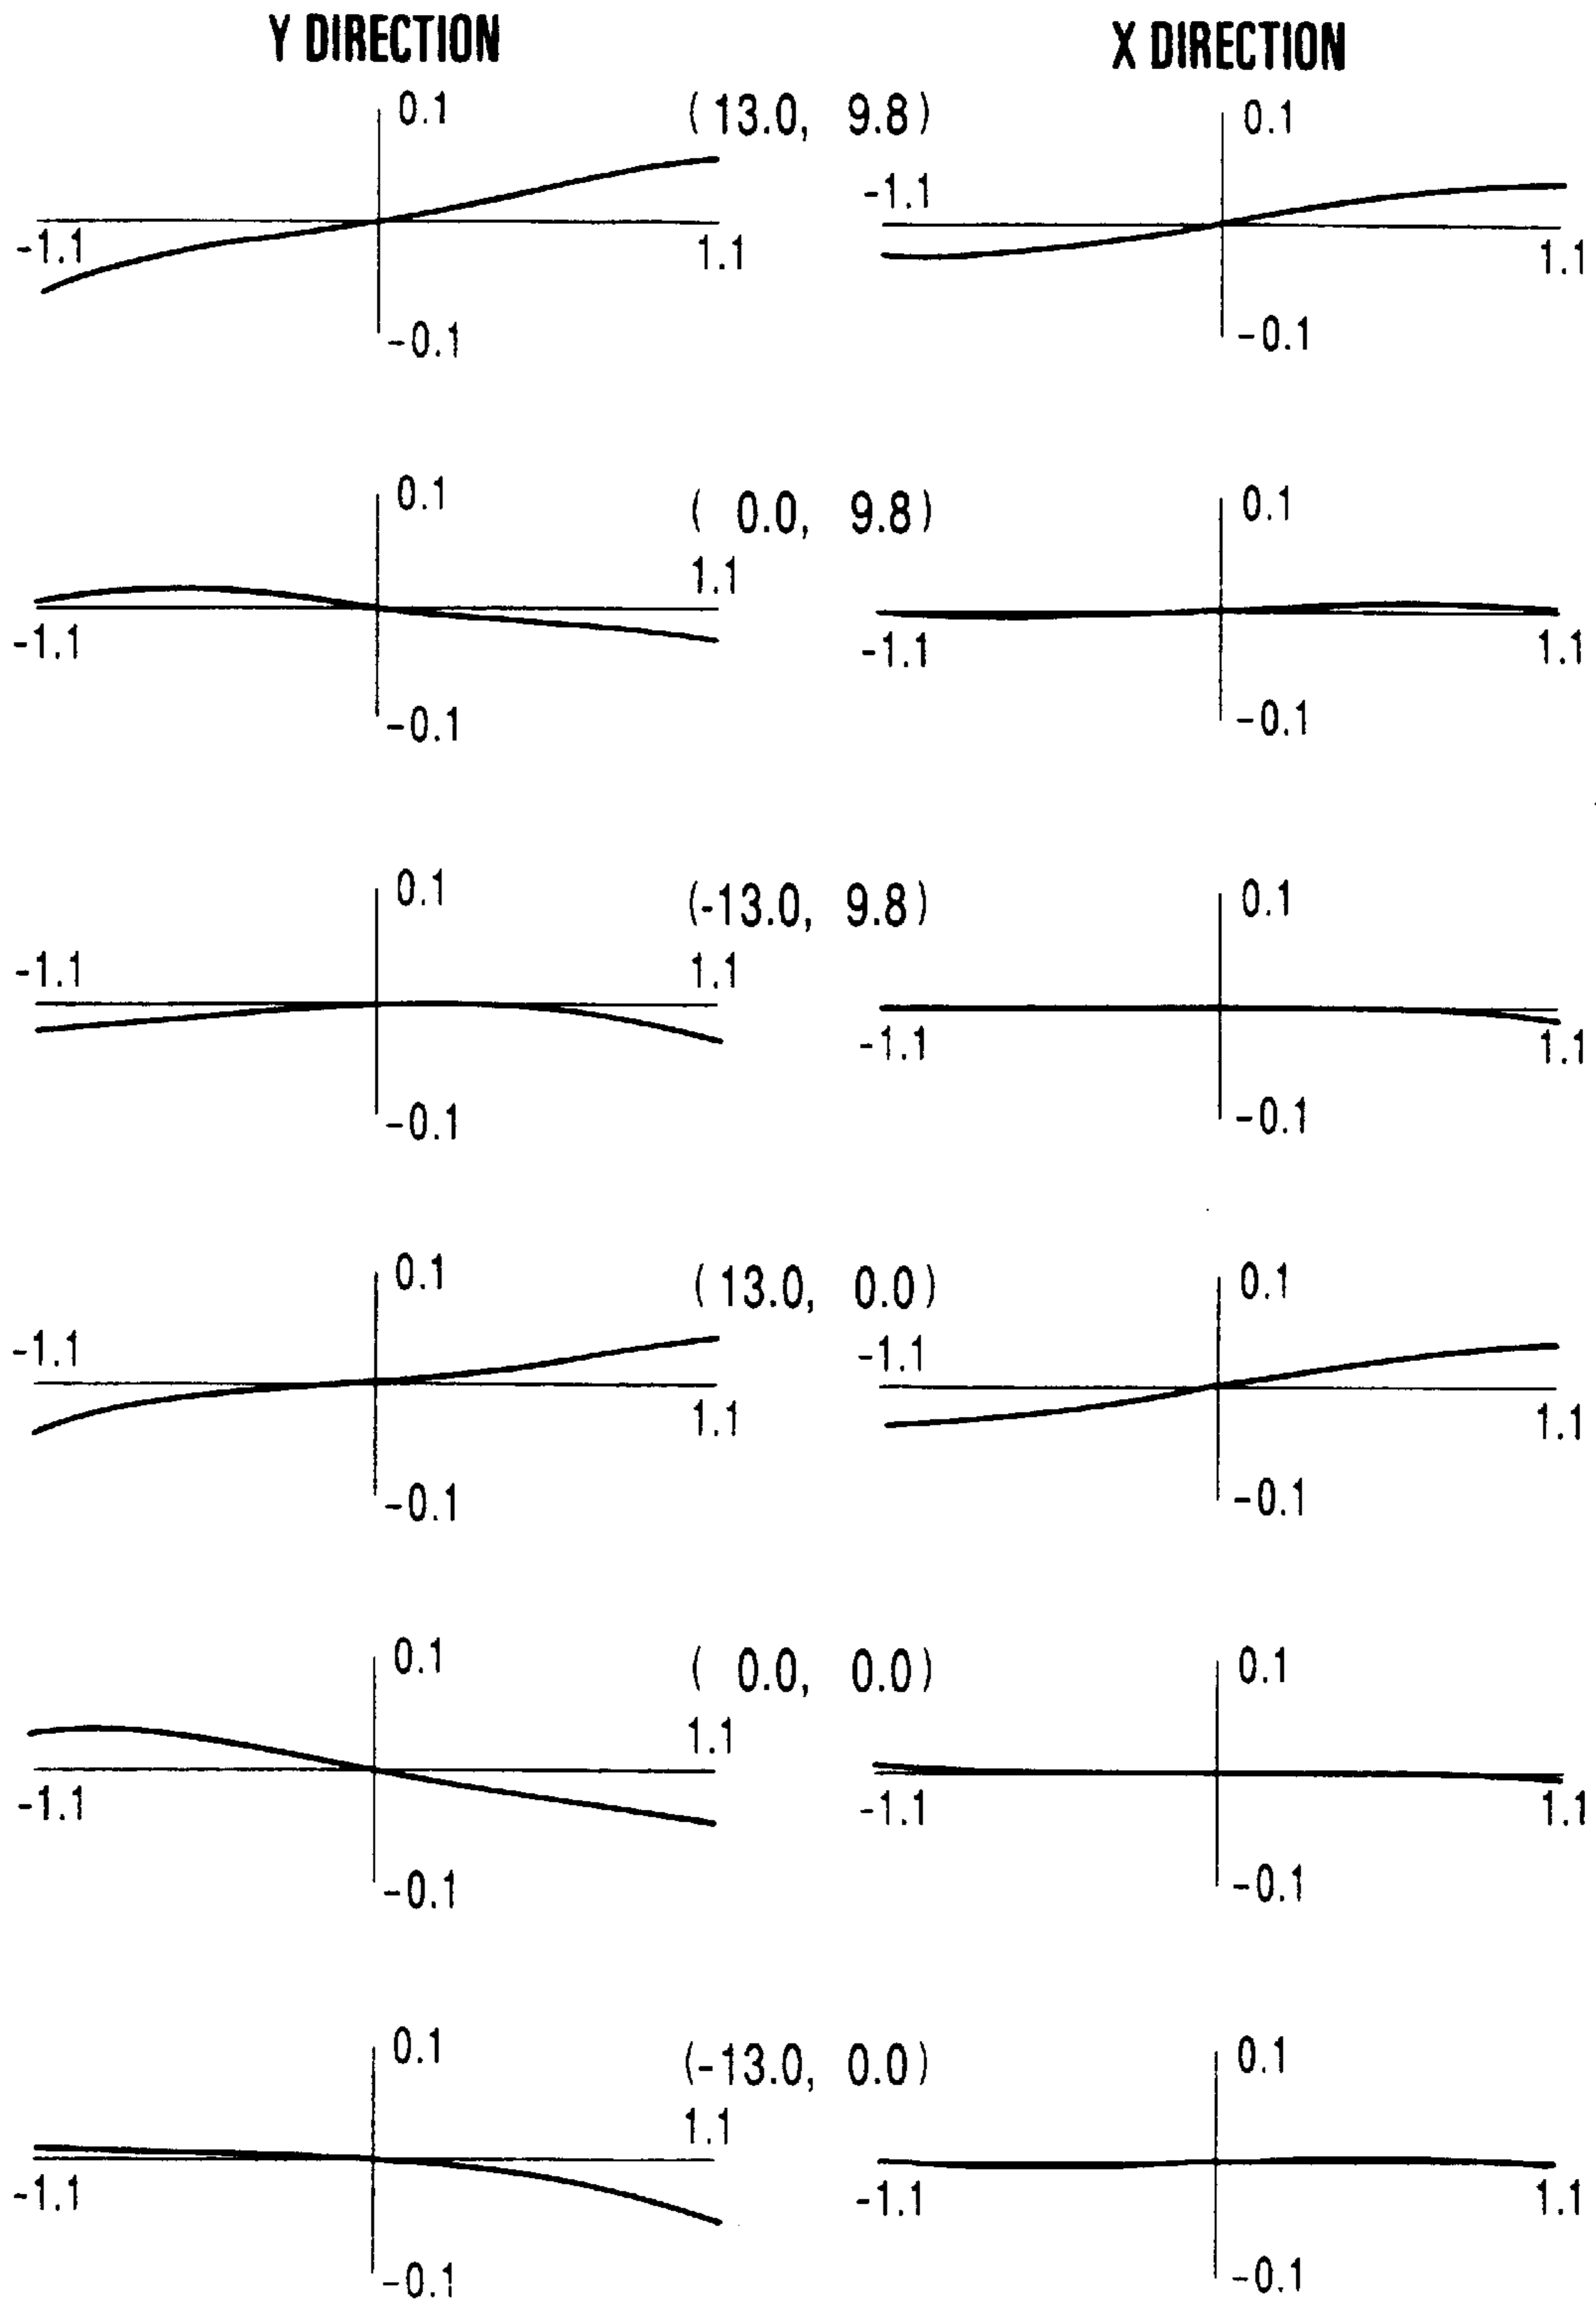 Y DIRECTION X DIRECTION
0.1 (13.0, 9.8) 0.1
-1.1 1.1 -1.1 1.1
-0.1 -0.1
0.1 ( 0.0, 9.8) 0.1
-1.1 1.1 -1.1 1.1
-0.1 -0.1
0.1 (-13.0, 9.8) 0.1
-1.1 1.1 -1.1 1.1
-0.1 -0.1
0.1 (13.0, 0.0) 0.1
-1.1 1.1 -1.1 1.1
-0.1 -0.1
0.1 ( 0.0, 0.0) 0.1
-1.1 1.1 -1.1 1.1
-0.1 -0.1
0.1 (-13.0, 0.0) 0.1
-1.1 1.1 -1.1 1.1
-0.1 -0.1